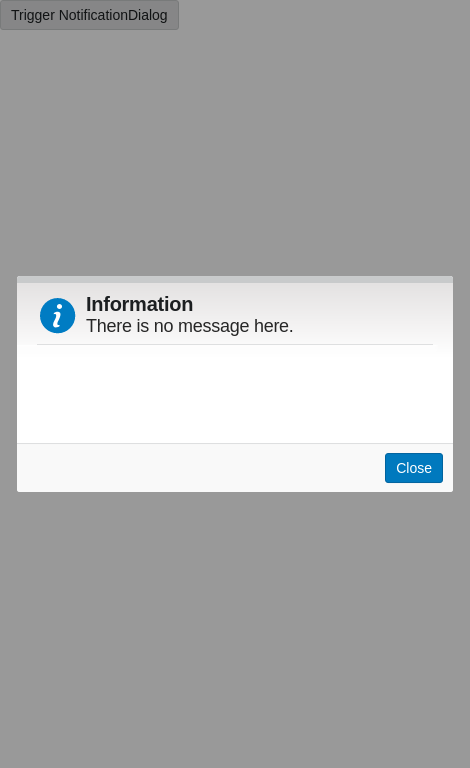 Trigger NotificationDialog
Information
There is no message here.
Close